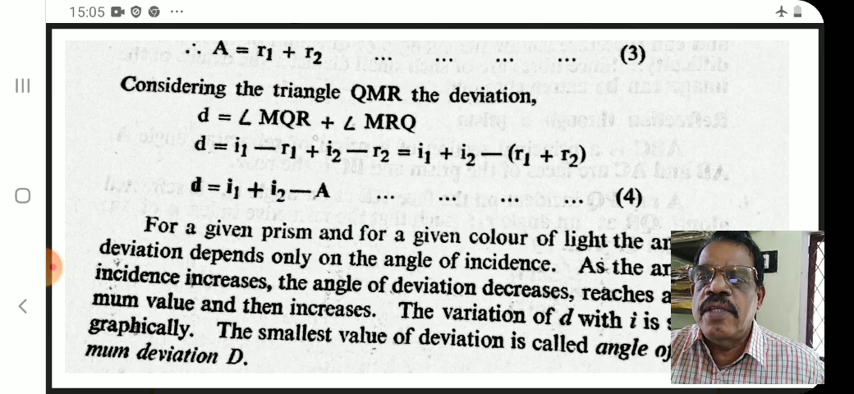 15:05
∴ A = r₁ + r₂ ... ... ... ... (3)
Considering the triangle QMR the deviation,
d = ∠ MQR + ∠ MRQ
d = i₁ — r₁ + i₂ — r₂ = i₁ + i₂ — (r₁ + r₂)
d = i₁ + i₂ — A ... ... ... ... (4)
For a given prism and for a given colour of light the
deviation depends only on the angle of incidence. As the
incidence increases, the angle of deviation decreases, reaches a
mum value and then increases. The variation of d with i is
graphically. The smallest value of deviation is called angle of
mum deviation D.